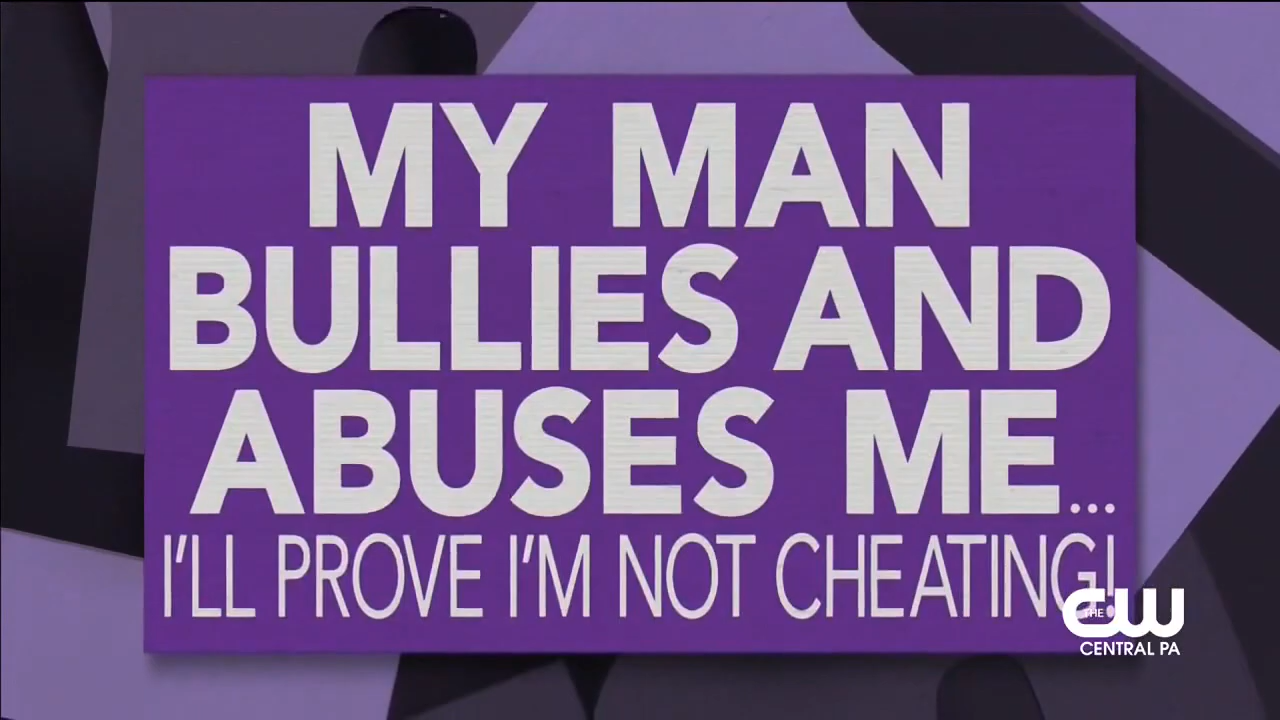 MY MAN
BULLIES AND
ABUSES ME...
I'LL PROVE I'M NOT CHEATING!
THE CW
CENTRAL PA